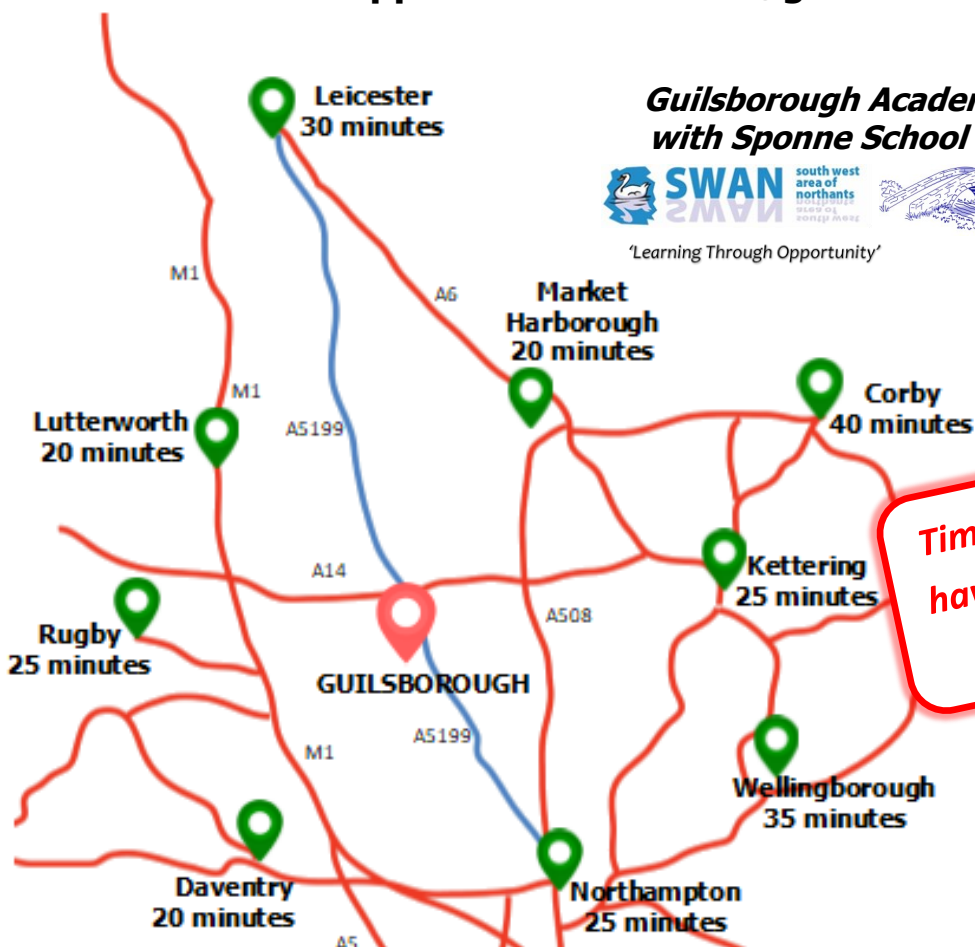 Leicester
30 minutes
Guilsborough Acade
with Sponne School
SWAN
south west
area of
northants
'Learning Through Opportunity'
M1
A6
Market
Harborough
20 minutes
M1
Corby
40 minutes
Lutterworth
20 minutes
A5199
Tim
hav
A14
Kettering
25 minutes
A508
Rugby
25 minutes
GUILSBOROUGH
A5199
M1
Wellingborough
35 minutes
Daventry
20 minutes
Northampton
25 minutes
A5